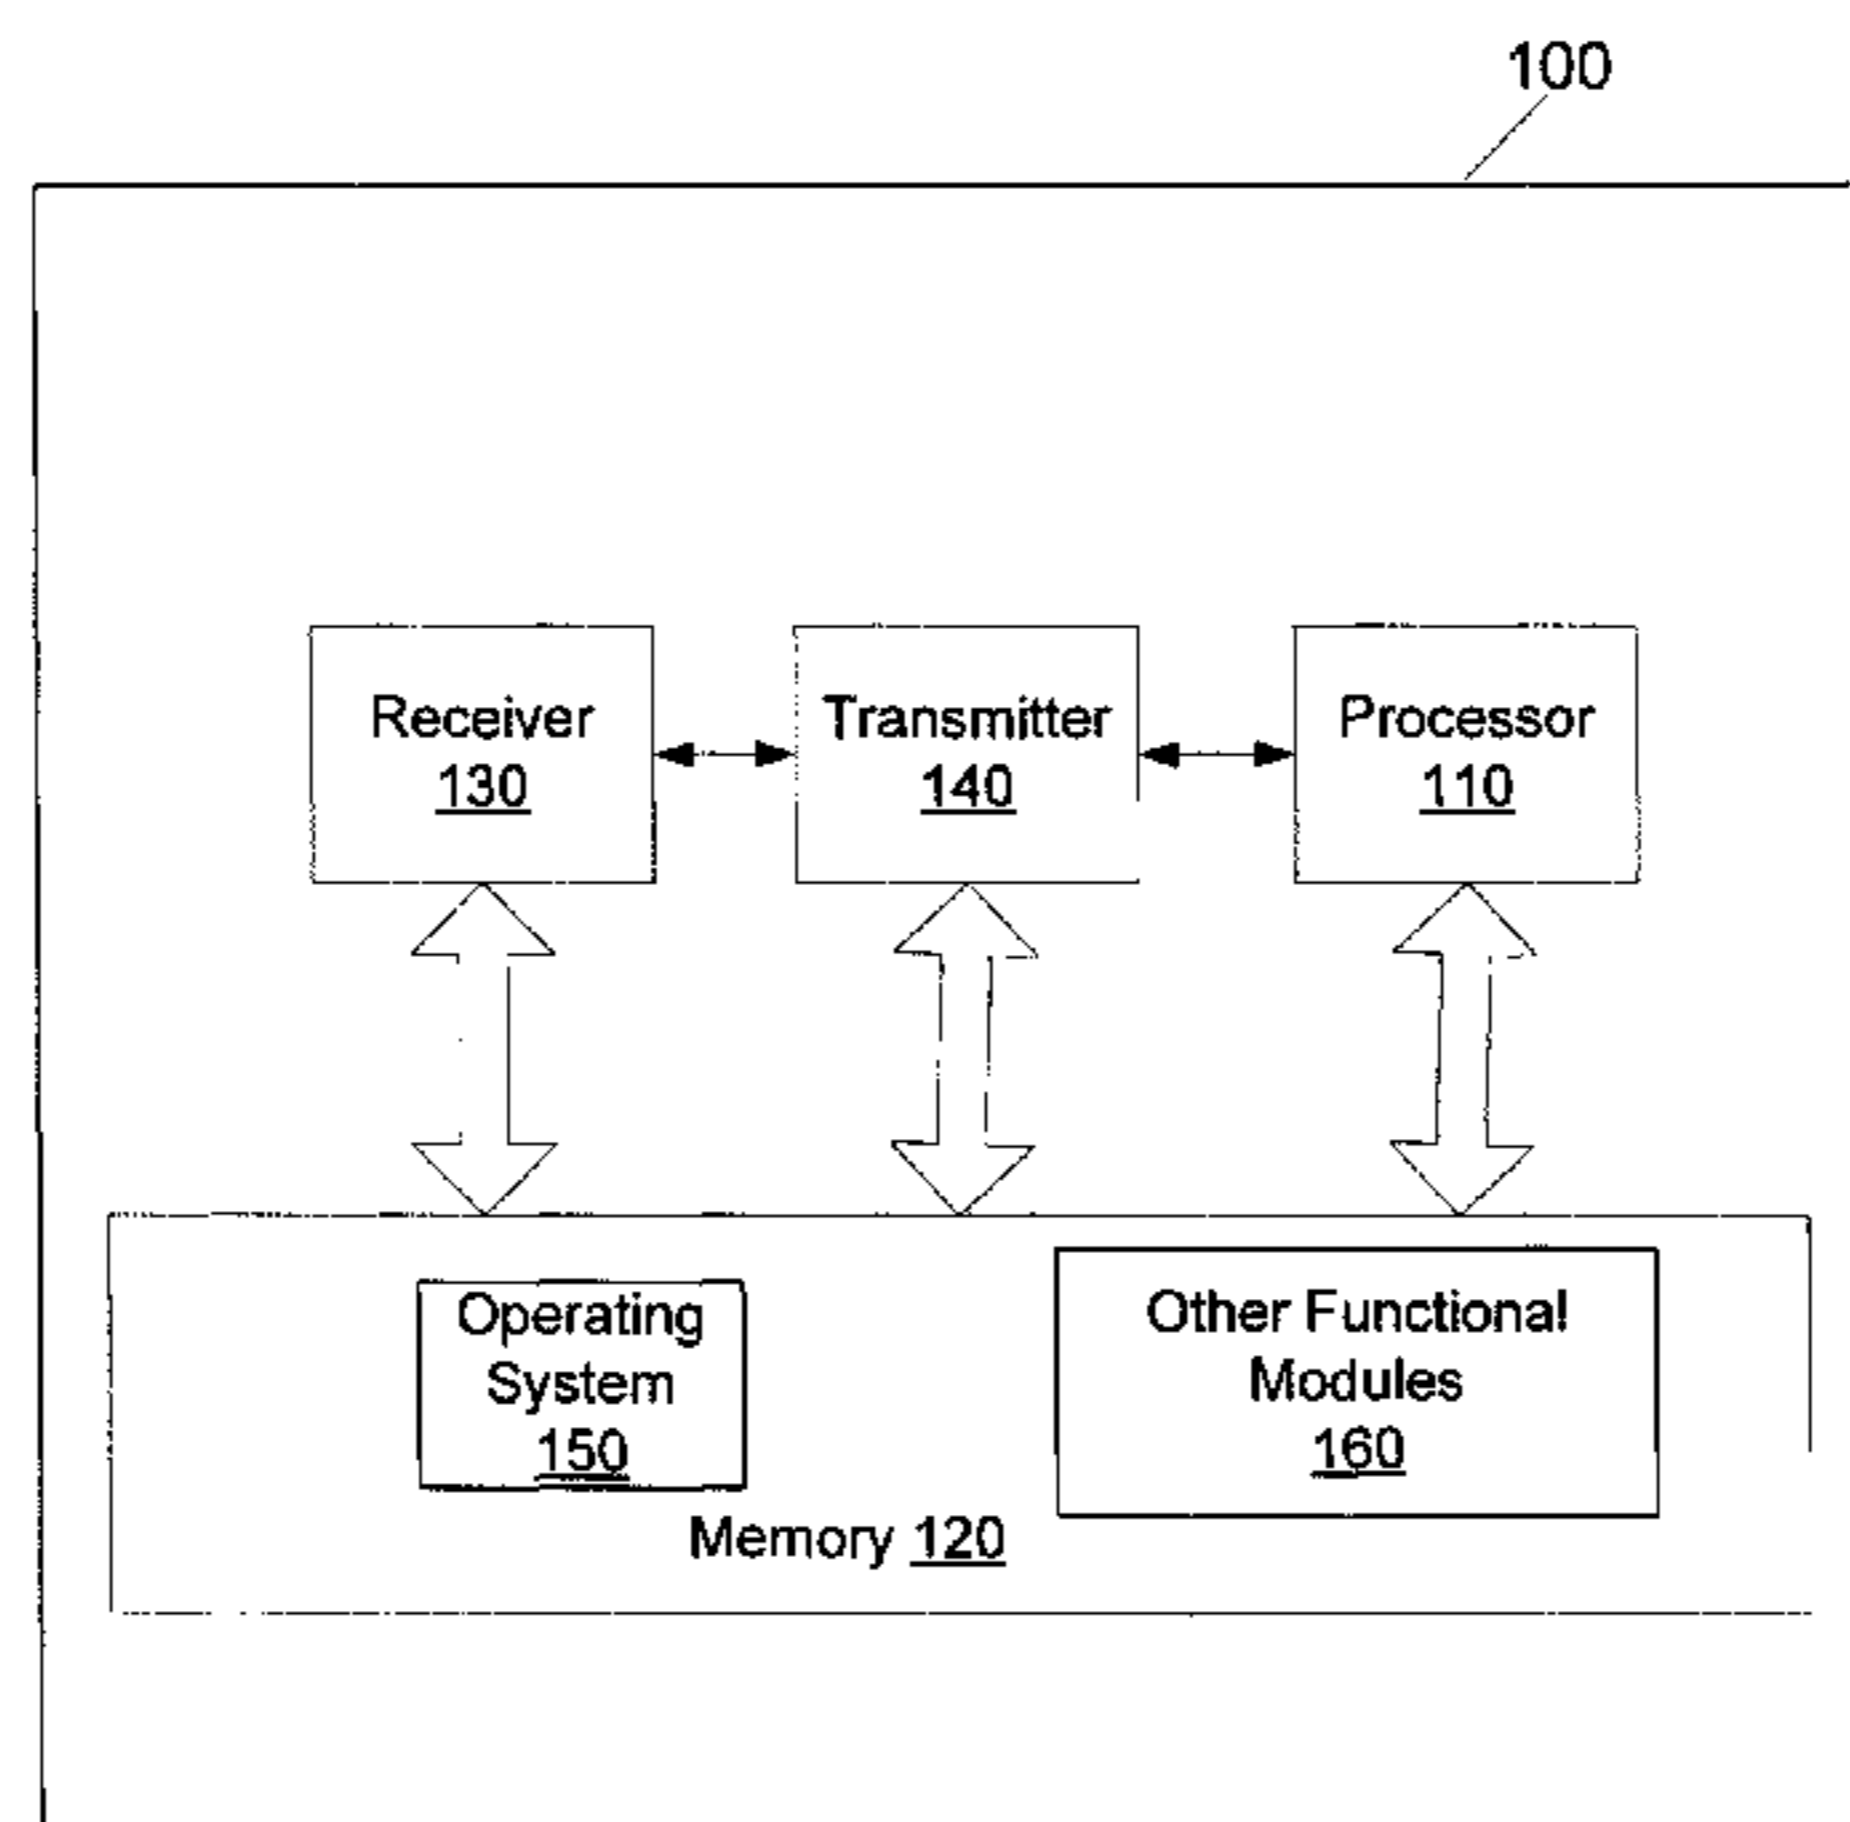 100
Receiver
130
Transmitter
140
Processor
110
Operating
System
150
Other Functional
Modules
160
Memory 120